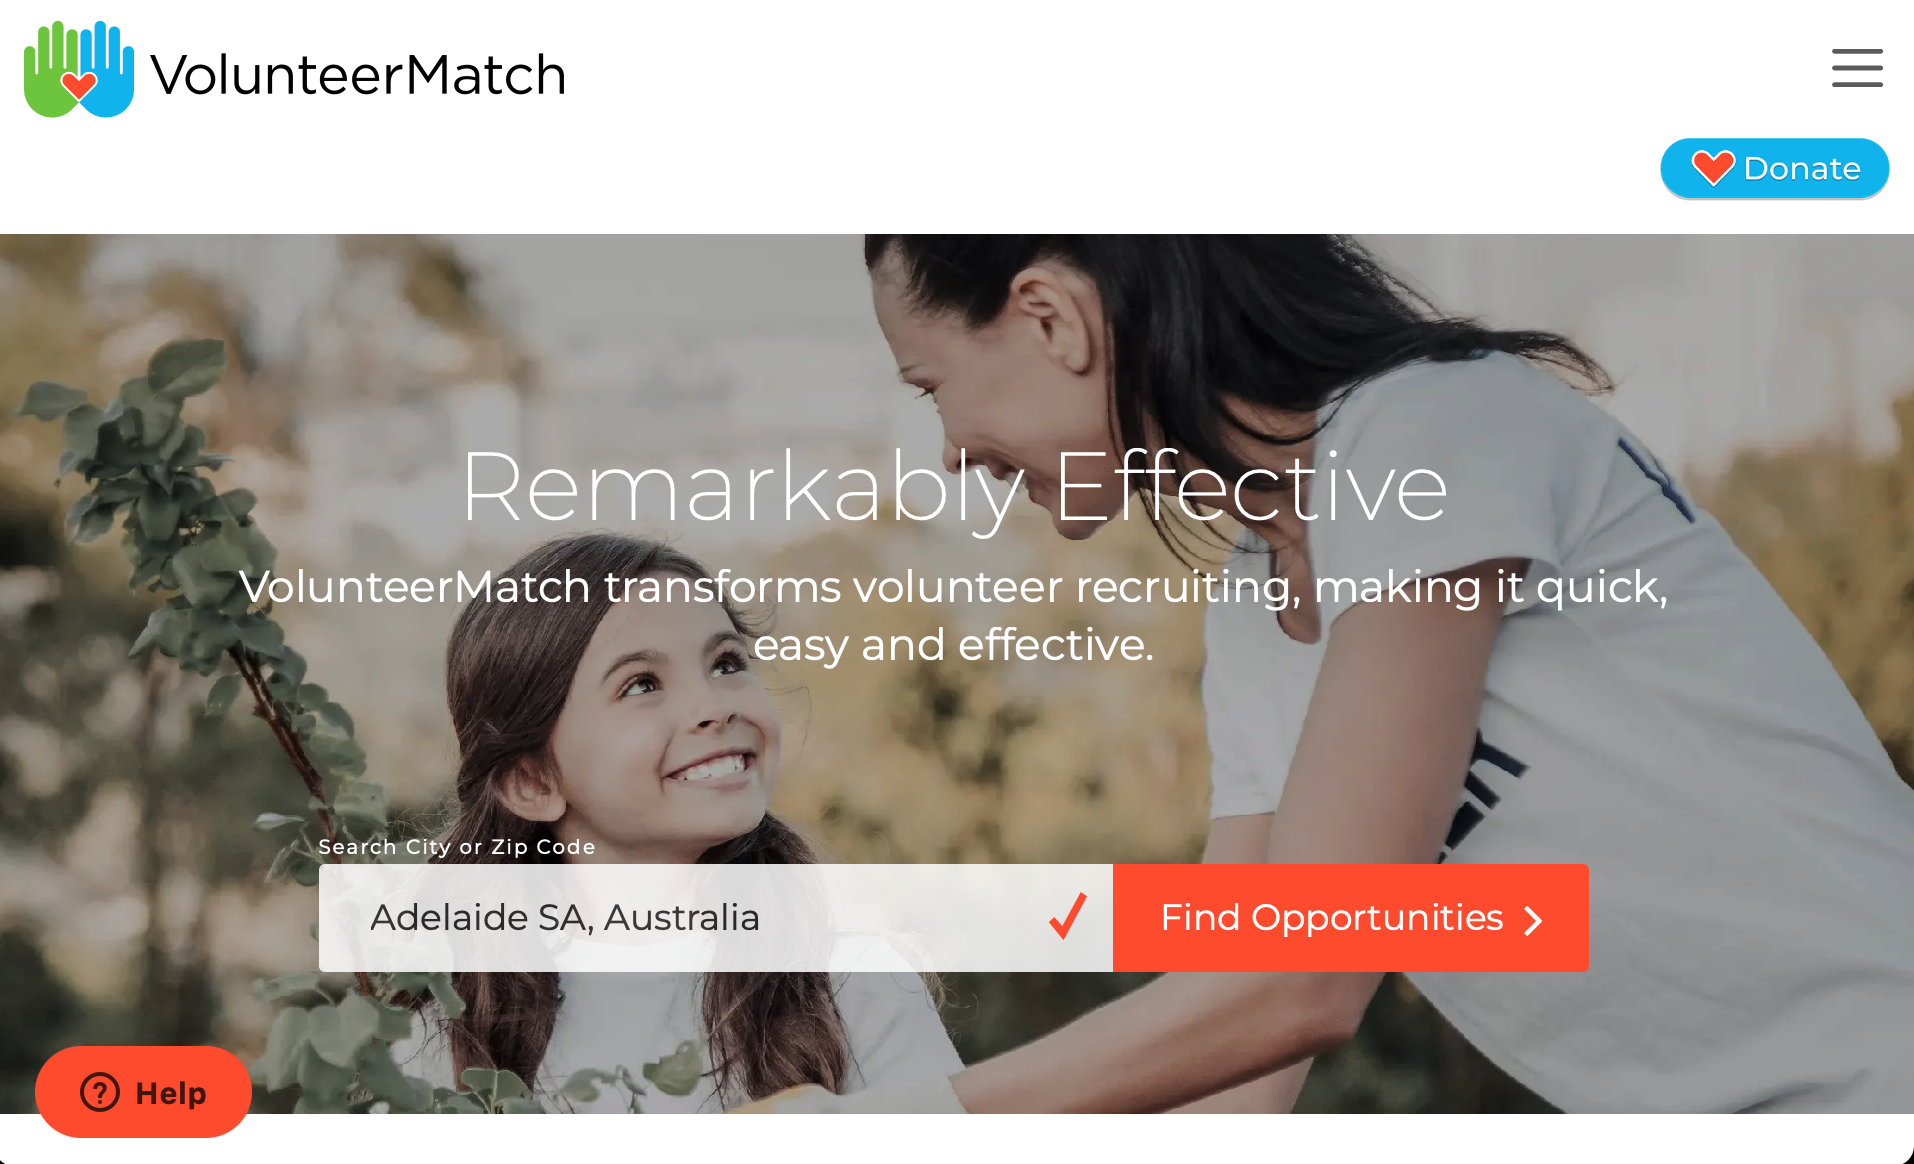 VolunteerMatch
Donate
Remarkably Effective
VolunteerMatch transforms volunteer recruiting, making it quick,
easy and effective.
Search City or Zip Code
Adelaide SA, Australia
Find Opportunities
Help